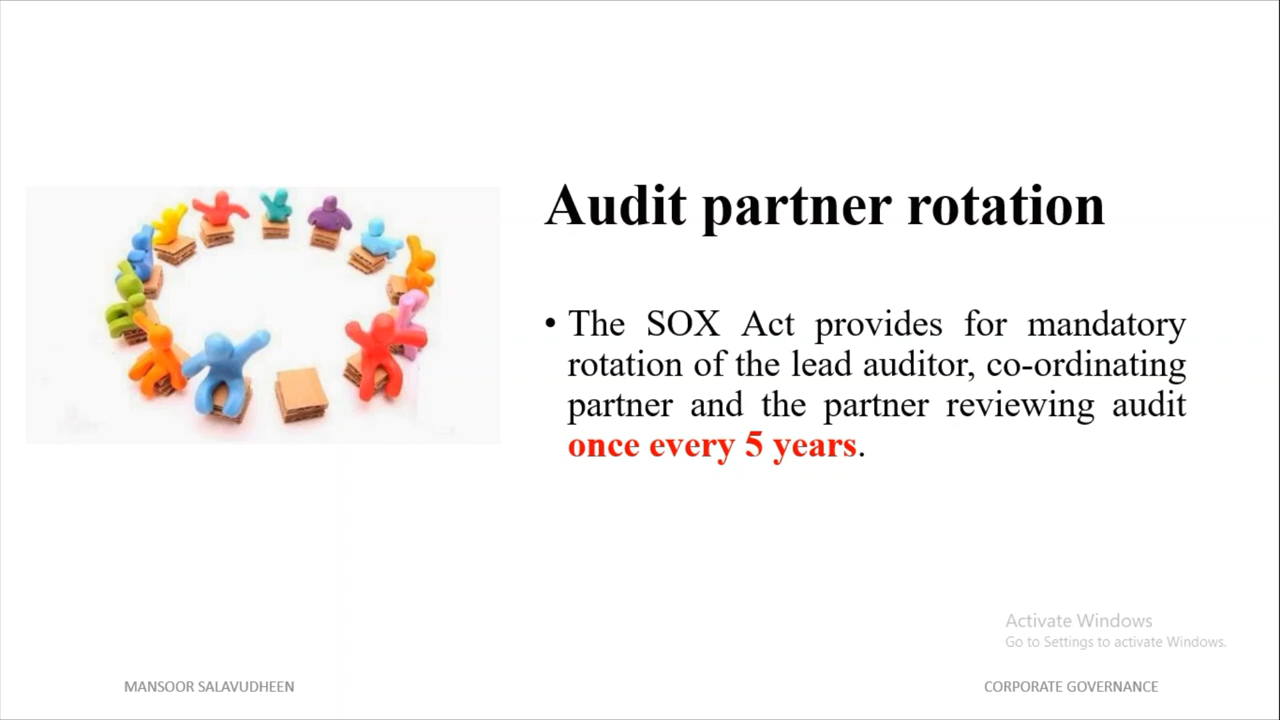 Audit partner rotation
• The SOX Act provides for mandatory
rotation of the lead auditor, co-ordinating
partner and the partner reviewing audit
once every 5 years.
Activate Windows
Go to Settings to activate Windows.
MANSOOR SALAVUDHEEN
CORPORATE GOVERNANCE